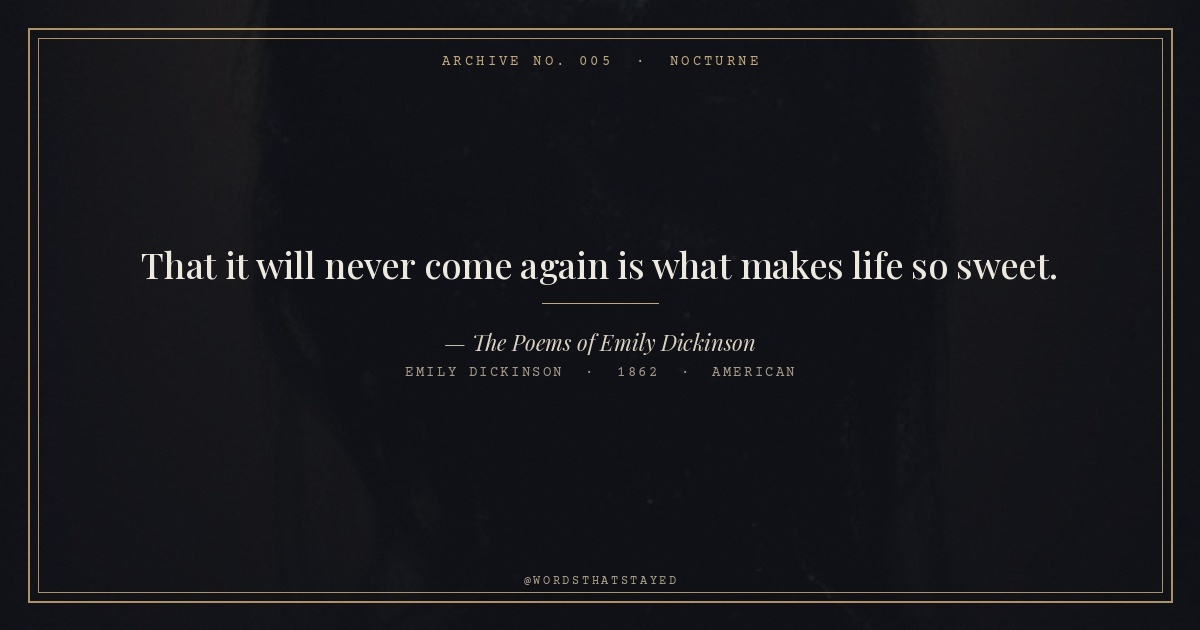 ARCHIVE NO. 005 · NOCTURNE
That it will never come again is what makes life so sweet.
— The Poems of Emily Dickinson
EMILY DICKINSON · 1862 · AMERICAN
@WORDSTHATSTAYED